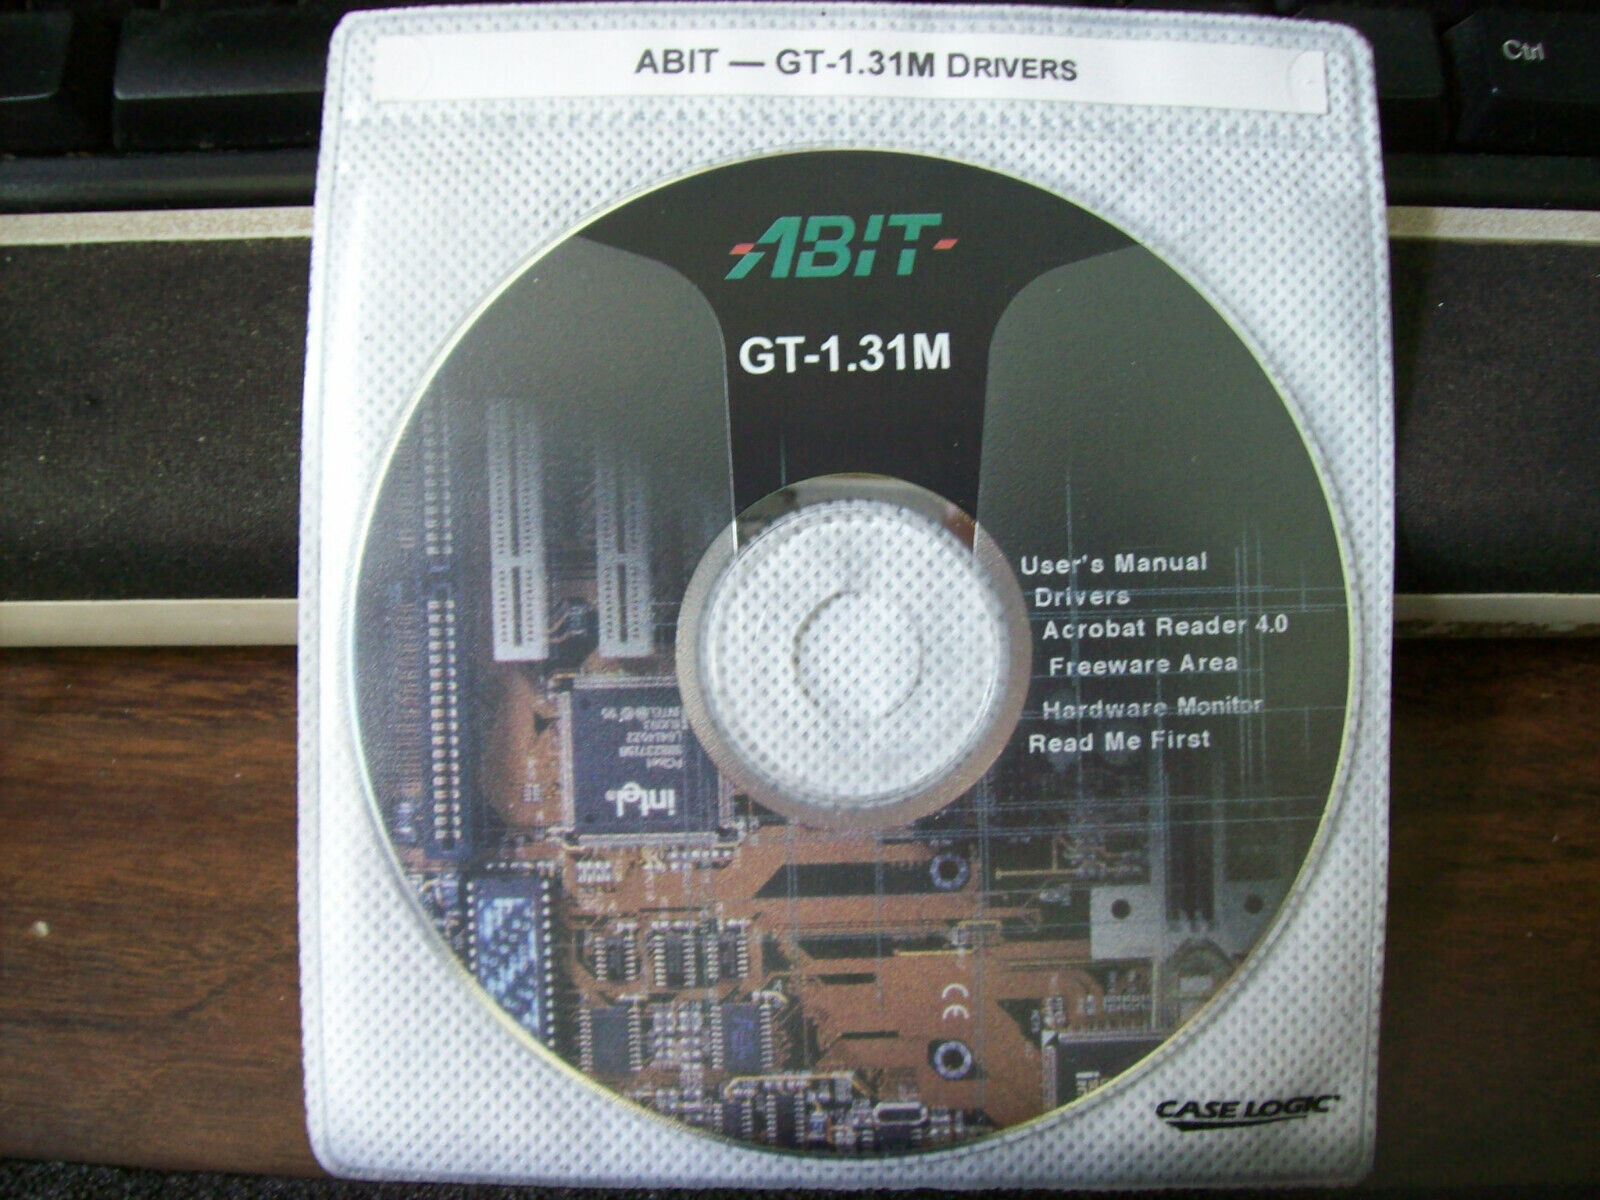 ABIT — GT-1.31M DRIVERS
Ctrl
ABIT
GT-1.31M
User's Manual
Drivers
Acrobat Reader 4.0
Freeware Area
Hardware Monitor
Read Me First
intel
PCIset
CE
CASE LOGIC